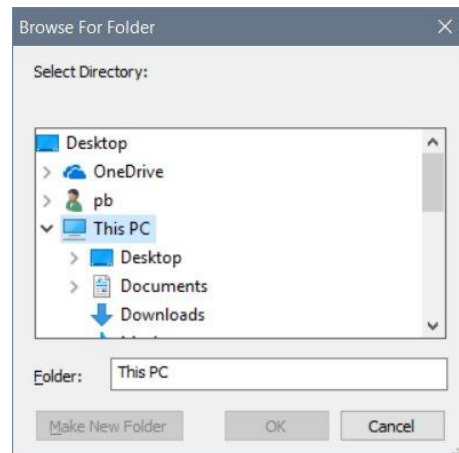 Browse For Folder
Select Directory:
Desktop
OneDrive
pb
This PC
Desktop
Documents
Downloads
Folder: This PC
Make New Folder OK Cancel